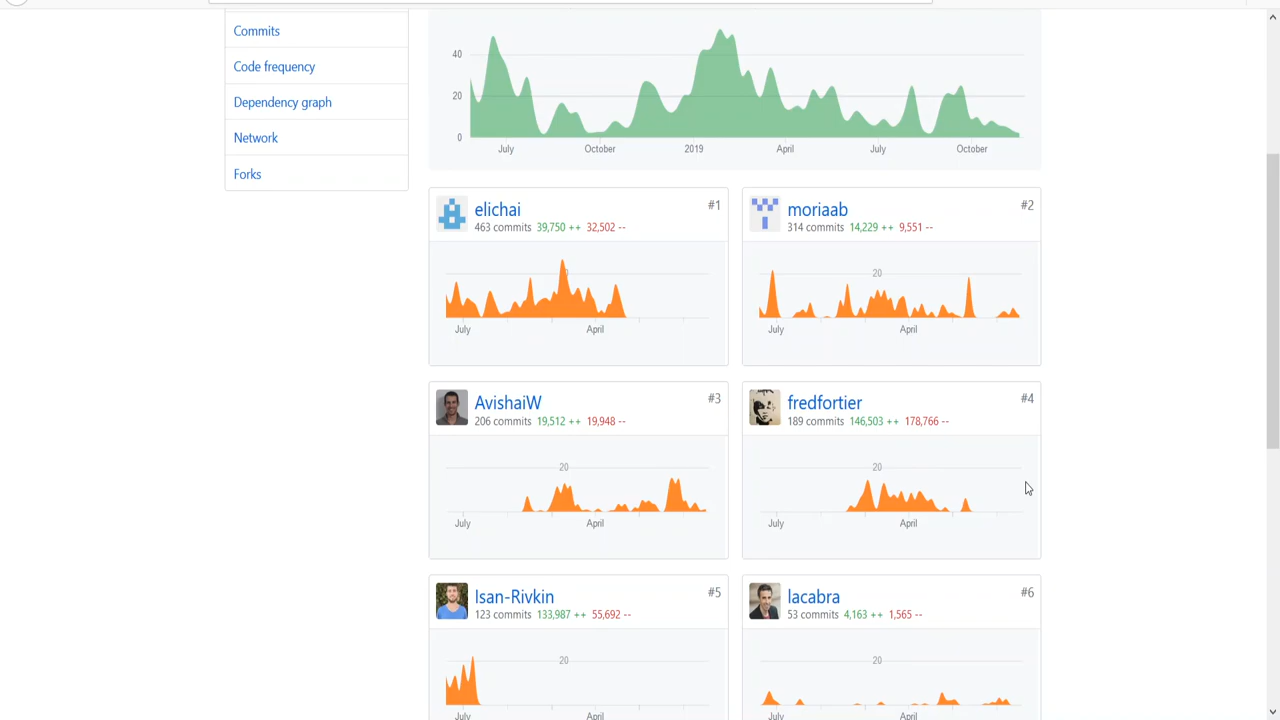 Commits
Code frequency
Dependency graph
Network
Forks
40
20
0
July October 2019 April July October
elichai #1
463 commits 39,750 ++ 32,502 --
20
July April
moriaab #2
314 commits 14,229 ++ 9,551 --
20
July April
AvishaiW #3
206 commits 19,512 ++ 19,948 --
20
July April
fredfortier #4
189 commits 146,503 ++ 178,766 --
20
July April
Isan-Rivkin #5
123 commits 133,987 ++ 55,692 --
20
July April
lacabra #6
53 commits 4,163 ++ 1,565 --
20
July April